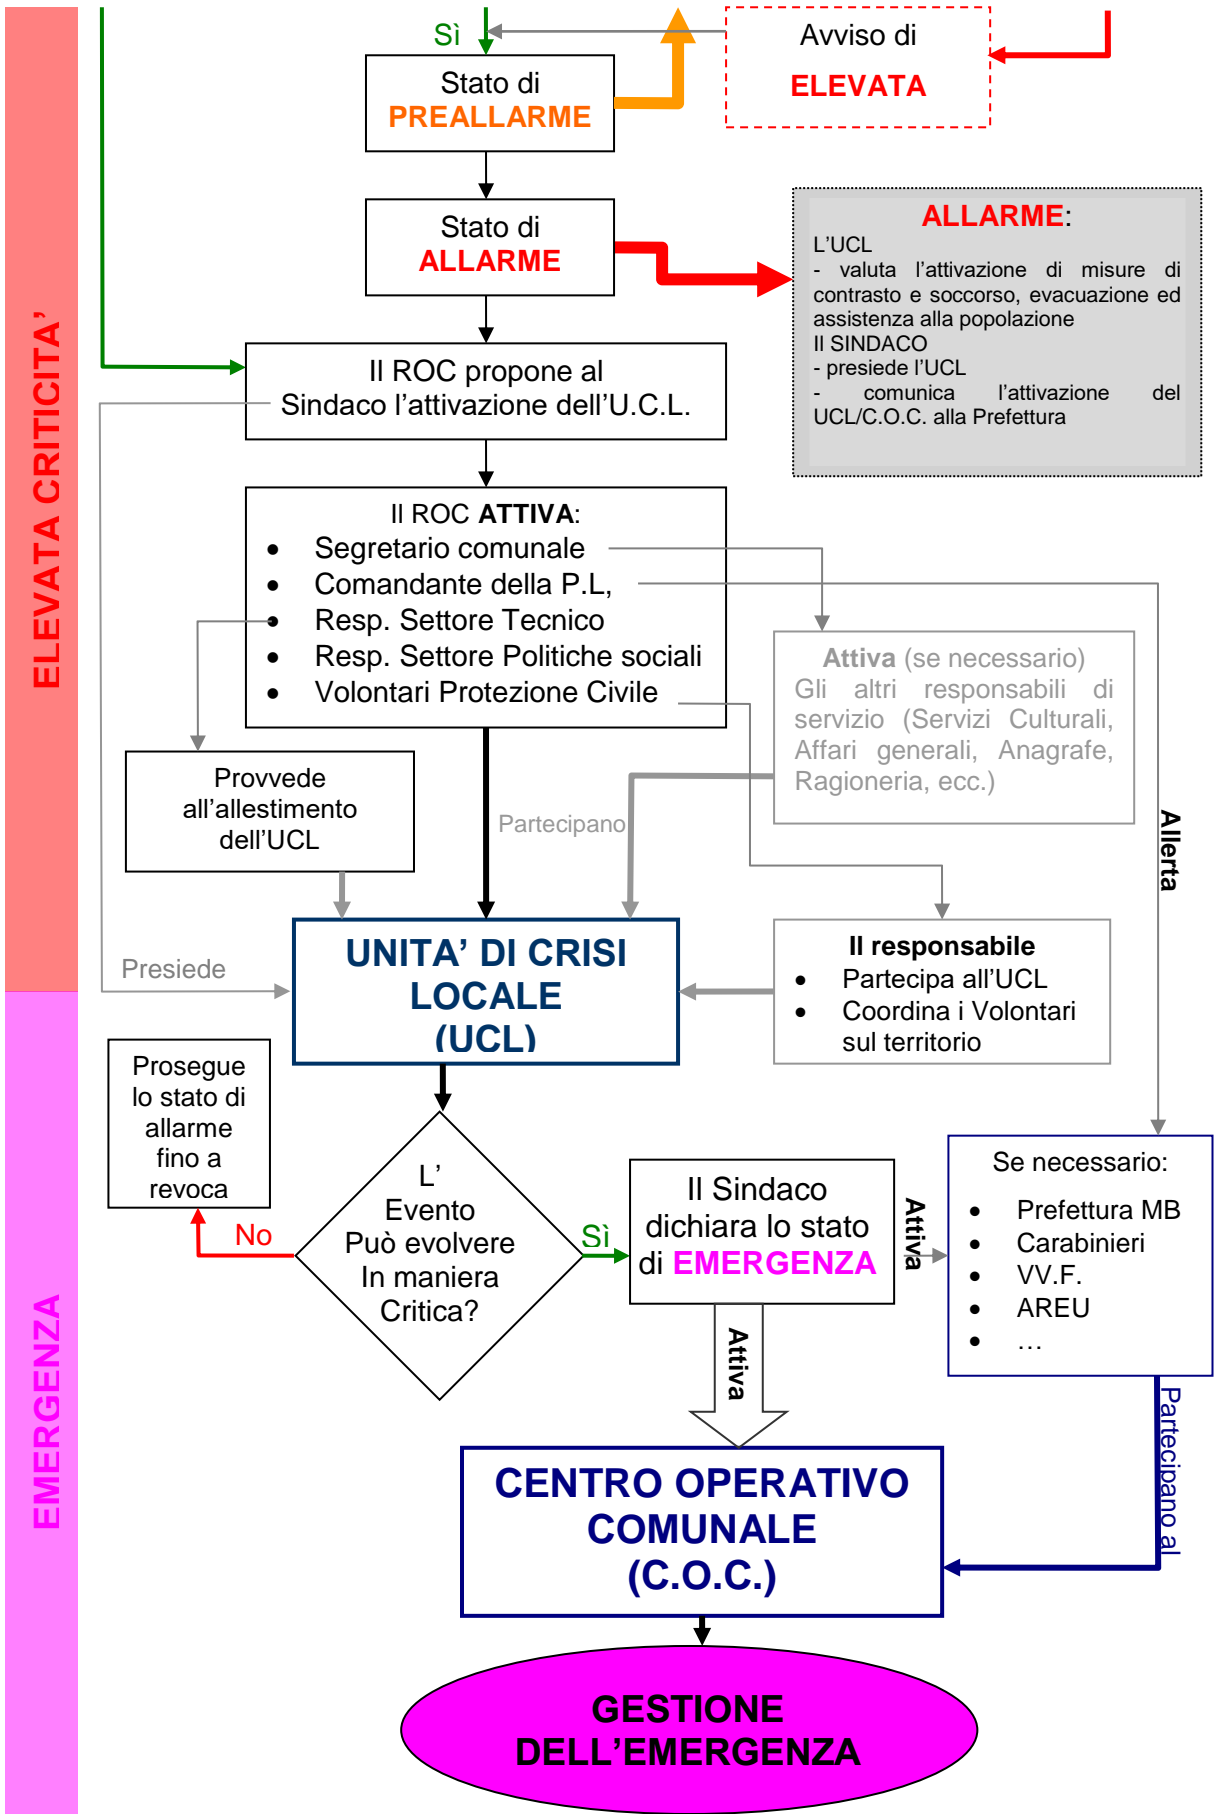 Sì
Avviso di
ELEVATA
Stato di
PREALLARME
Stato di
ALLARME
ALLARME:
L’UCL
- valuta l’attivazione di misure di
contrasto e soccorso, evacuazione ed
assistenza alla popolazione
Il SINDACO
- presiede l’UCL
- comunica l’attivazione del
UCL/C.O.C. alla Prefettura
ELEVATA CRITICITA’
Il ROC propone al
Sindaco l’attivazione dell’U.C.L.
Il ROC ATTIVA:
• Segretario comunale
• Comandante della P.L,
• Resp. Settore Tecnico
• Resp. Settore Politiche sociali
• Volontari Protezione Civile
Attiva (se necessario)
Gli altri responsabili di
servizio (Servizi Culturali,
Affari generali, Anagrafe,
Ragioneria, ecc.)
Provvede
all’allestimento
dell’UCL
Partecipano
Allerta
UNITA’ DI CRISI
LOCALE
(UCL)
Presiede
Il responsabile
• Partecipa all’UCL
• Coordina i Volontari
sul territorio
Prosegue
lo stato di
allarme
fino a
revoca
No
L’
Evento
Può evolvere
In maniera
Critica?
Sì
Il Sindaco
dichiara lo stato
di EMERGENZA
Attiva
Se necessario:
• Prefettura MB
• Carabinieri
• VV.F.
• AREU
• …
Attiva
Partecipano al
EMERGENZA
CENTRO OPERATIVO
COMUNALE
(C.O.C.)
GESTIONE
DELL’EMERGENZA